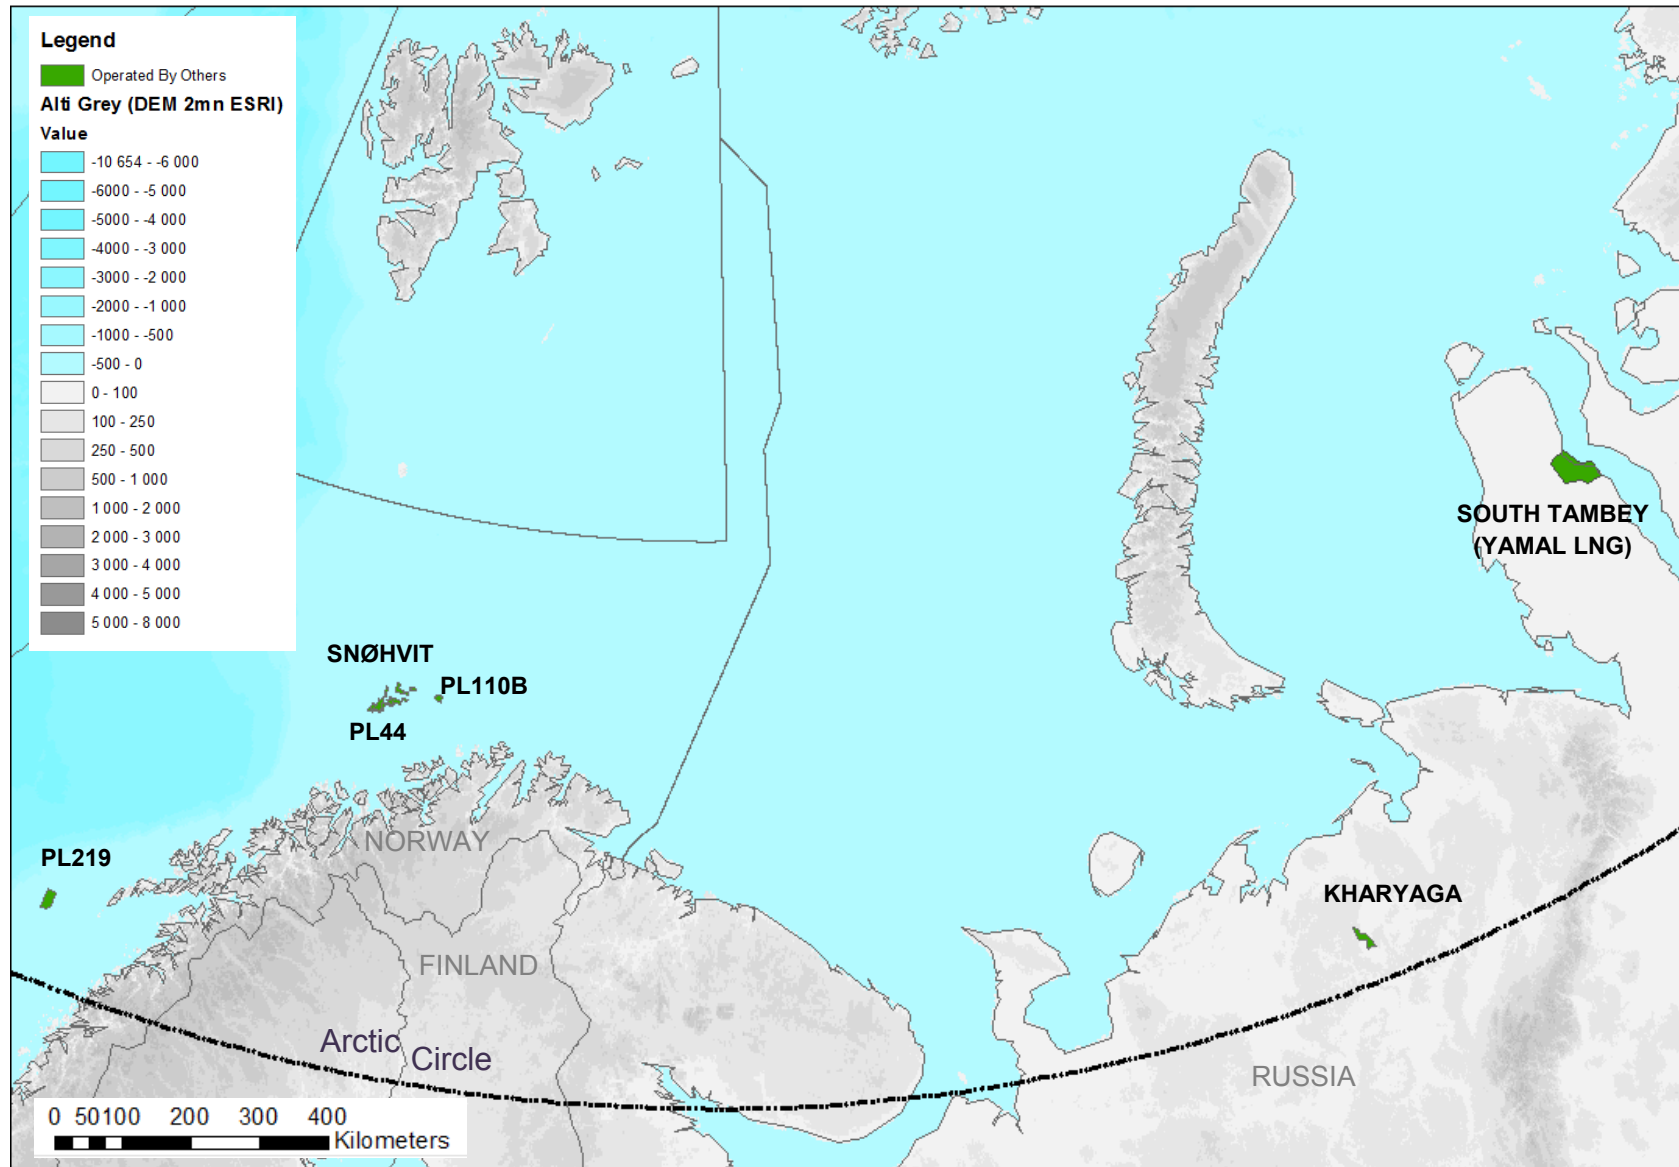 Legend
Operated By Others
Alti Grey (DEM 2mn ESRI)
Value
-10 654 - -6 000
-6000 - -5 000
-5000 - -4 000
-4000 - -3 000
-3000 - -2 000
-2000 - -1 000
-1000 - -500
-500 - 0
0 - 100
100 - 250
250 - 500
500 - 1 000
1 000 - 2 000
2 000 - 3 000
3 000 - 4 000
4 000 - 5 000
5 000 - 8 000
SOUTH TAMBEY
(YAMAL LNG)
SNØHVIT
PL110B
PL44
NORWAY
PL219
KHARYAGA
FINLAND
Arctic Circle
RUSSIA
0 50 100 200 300 400
Kilometers